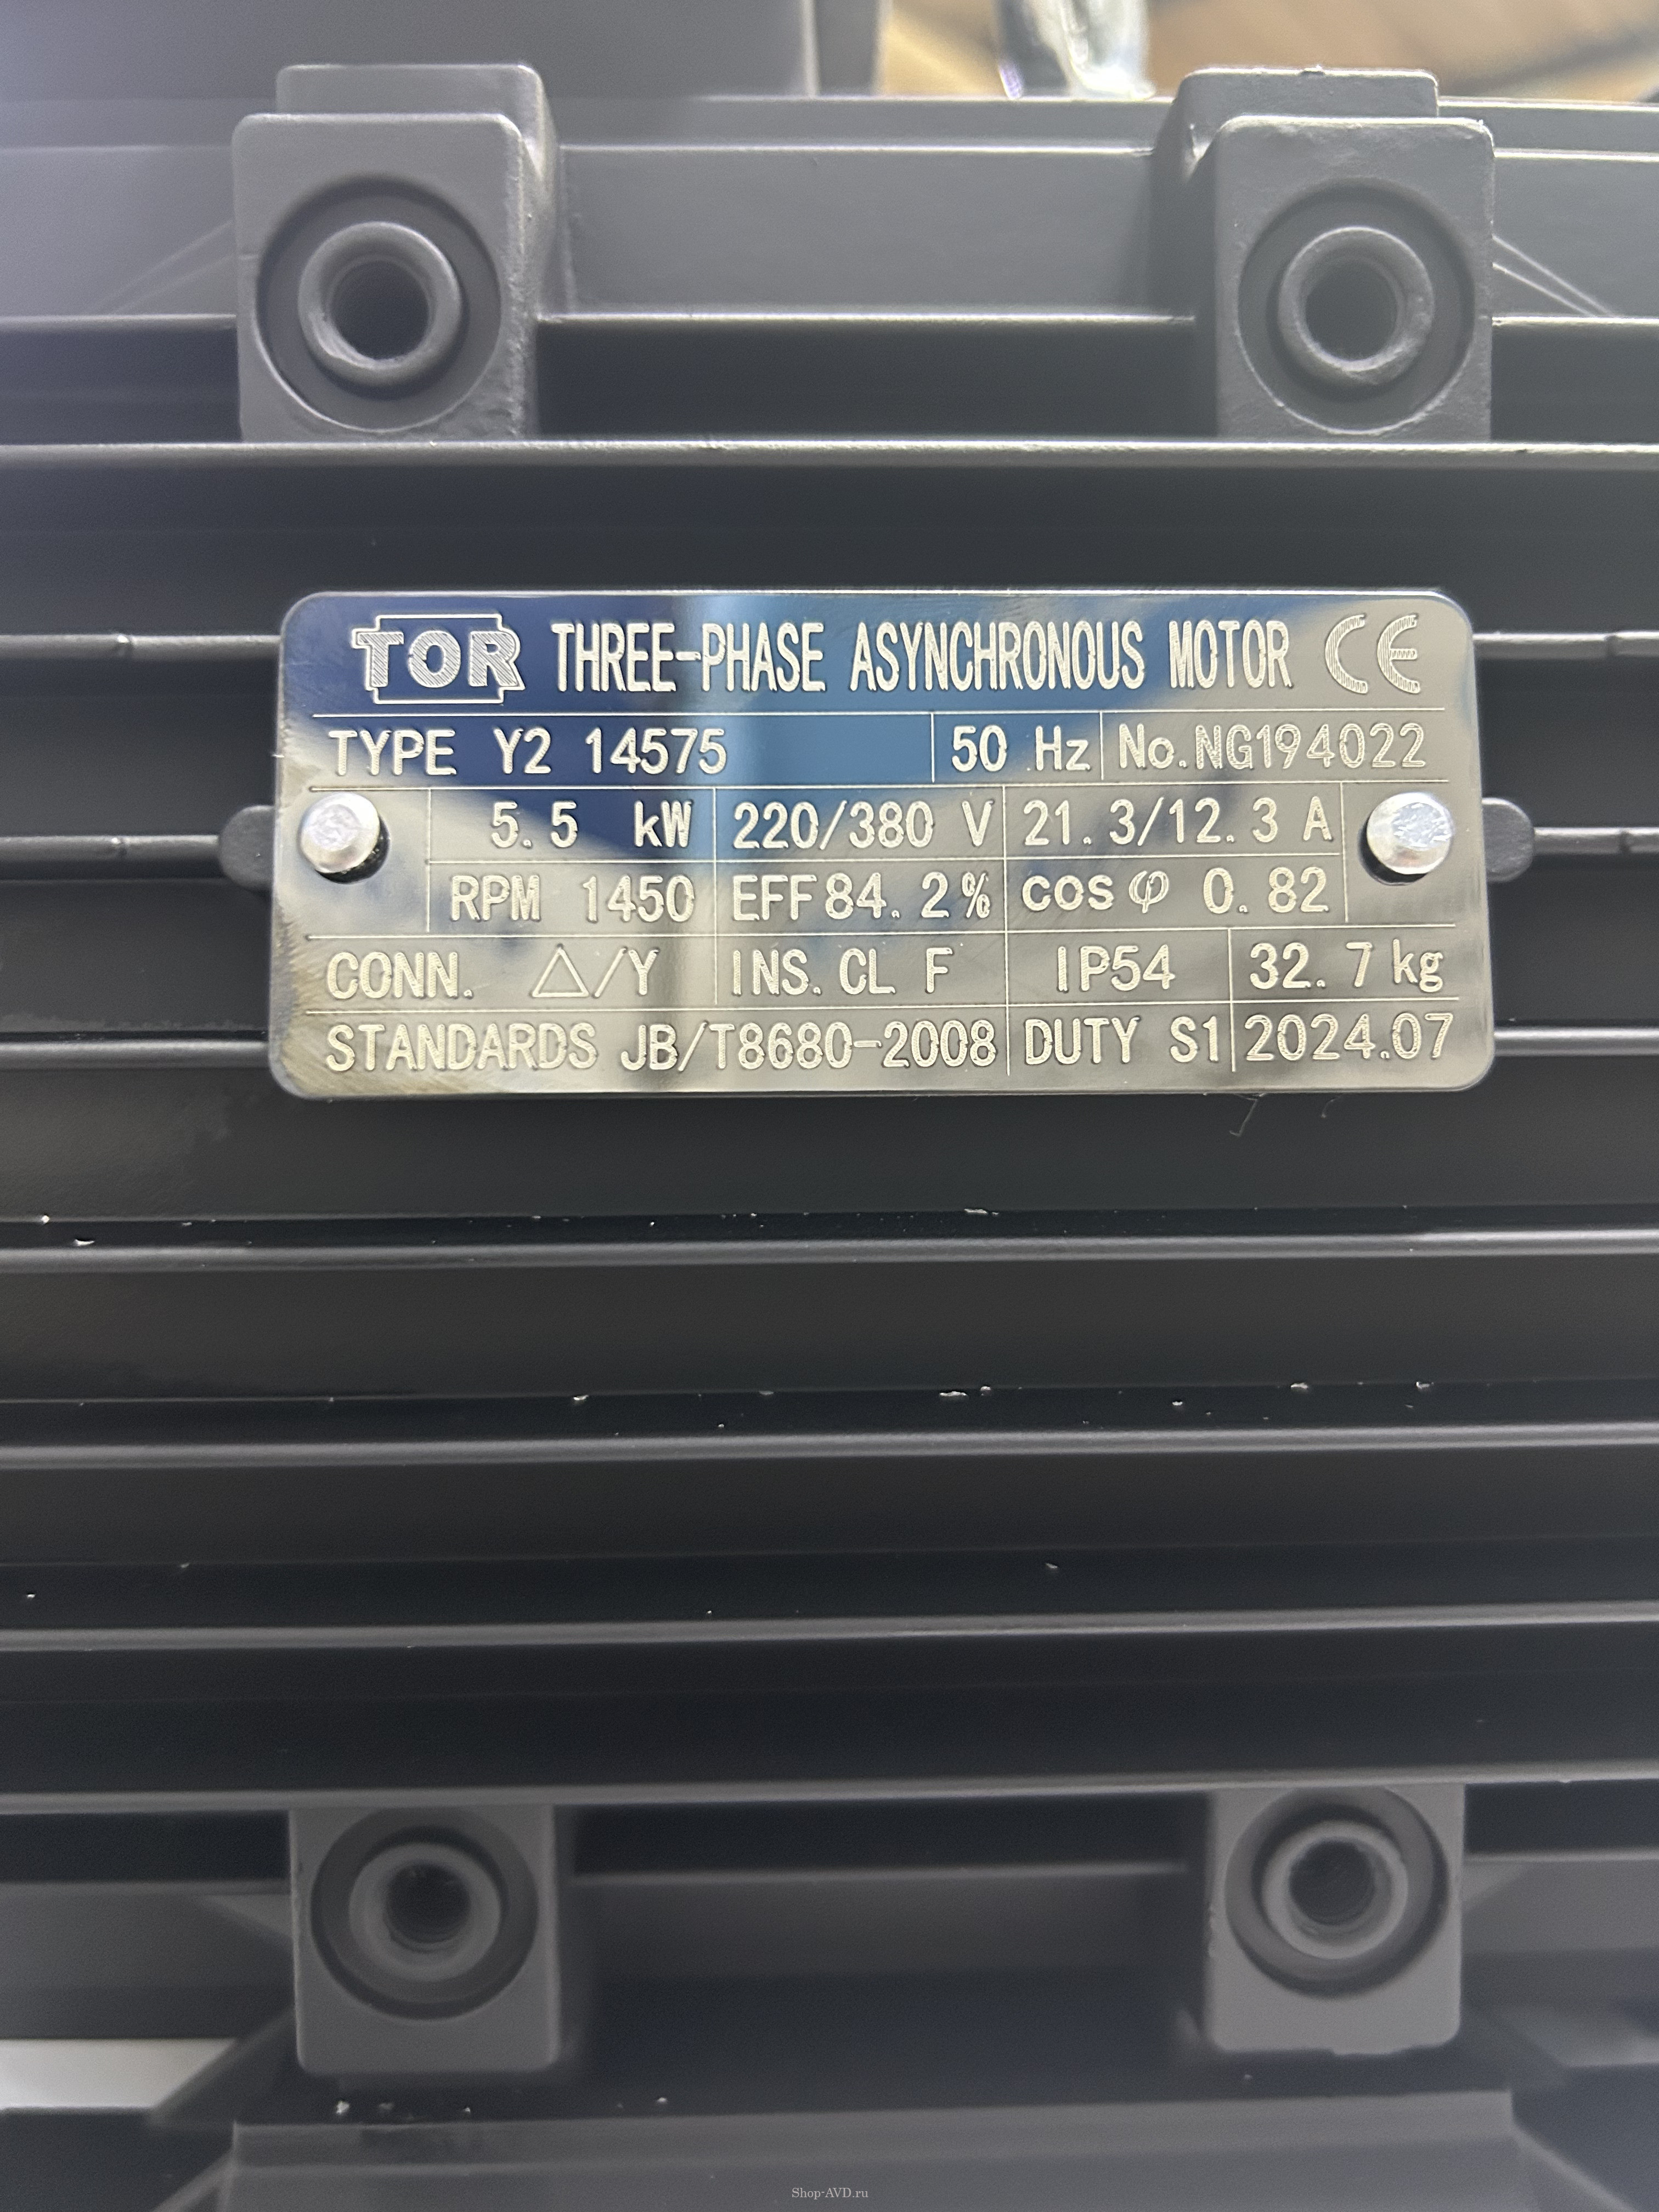 TOR THREE-PHASE ASYNCHRONOUS MOTOR CE
TYPE Y2 14575 50 Hz No.NG194022
5.5 kW 220/380 V 21.3/12.3 A
RPM 1450 EFF 84.2% cos φ 0.82
CONN. △/Y INS.CL F IP54 32.7 kg
STANDARDS JB/T8680-2008 DUTY S1 2024.07
Shop-AVD.ru